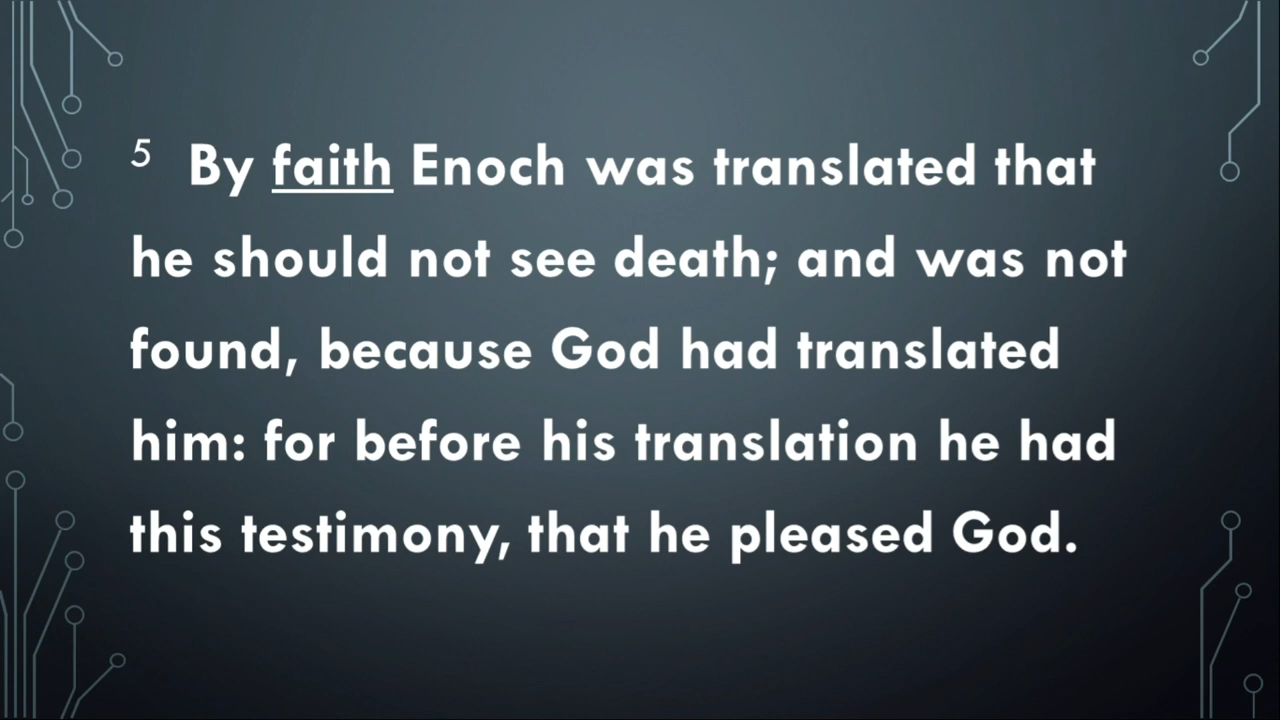 5 By faith Enoch was translated that
he should not see death; and was not
found, because God had translated
him: for before his translation he had
this testimony, that he pleased God.